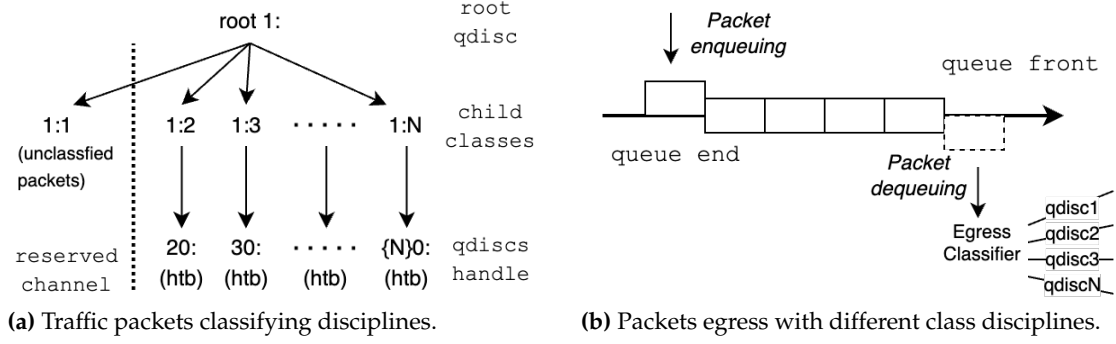 root 1:
root
qdisc
1:1
1:2
1:3
· · · · ·
1:N
child
classes
(unclassfied
packets)
reserved
channel
20:
30:
· · · · ·
{N}0:
qdiscs
handle
(htb)
(htb)
(htb)
(htb)
(a) Traffic packets classifying disciplines.
Packet
enqueuing
queue front
queue end
Packet
dequeuing
Egress
Classifier
qdisc1
qdisc2
qdisc3
qdiscN
(b) Packets egress with different class disciplines.